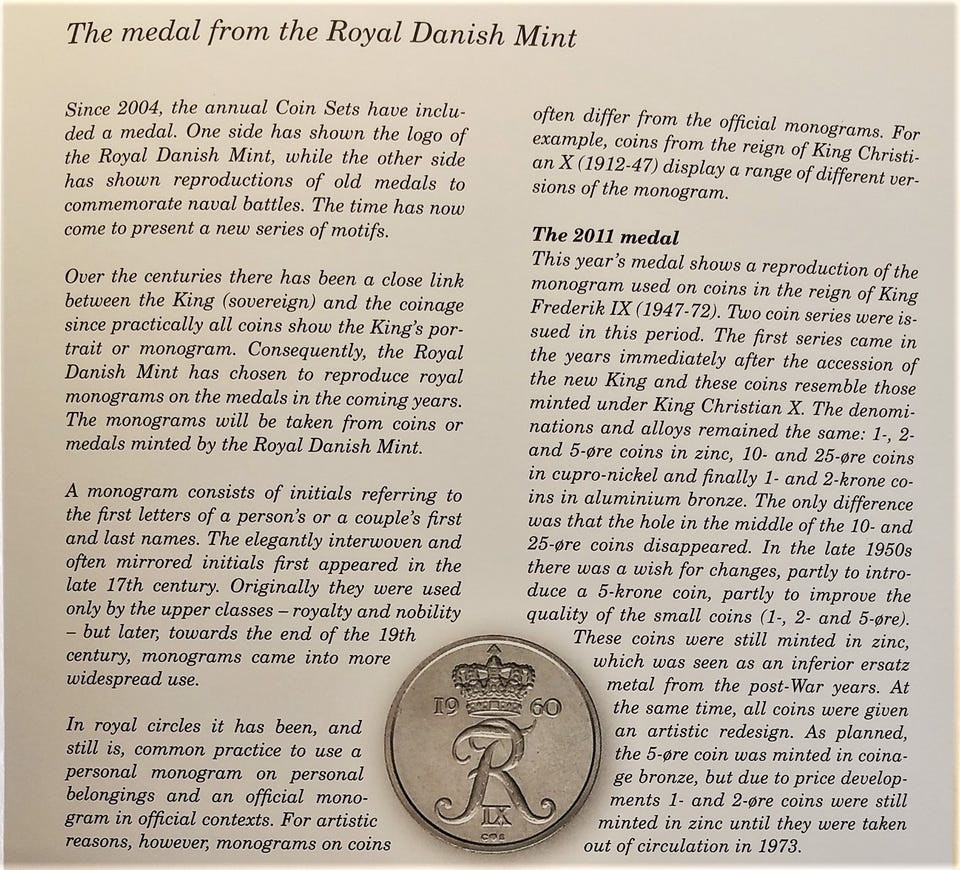 The medal from the Royal Danish Mint
Since 2004, the annual Coin Sets have inclu-
ded a medal. One side has shown the logo of
the Royal Danish Mint, while the other side
has shown reproductions of old medals to
commemorate naval battles. The time has now
come to present a new series of motifs.
Over the centuries there has been a close link
between the King (sovereign) and the coinage
since practically all coins show the King's por-
trait or monogram. Consequently, the Royal
Danish Mint has chosen to reproduce royal
monograms on the medals in the coming years.
The monograms will be taken from coins or
medals minted by the Royal Danish Mint.
A monogram consists of initials referring to
the first letters of a person's or a couple's first
and last names. The elegantly interwoven and
often mirrored initials first appeared in the
late 17th century. Originally they were used
only by the upper classes – royalty and nobility
– but later, towards the end of the 19th
century, monograms came into more
widespread use.
In royal circles it has been, and
still is, common practice to use a
personal monogram on personal
belongings and an official mono-
gram in official contexts. For artistic
reasons, however, monograms on coins
often differ from the official monograms. For
example, coins from the reign of King Christi-
an X (1912-47) display a range of different ver-
sions of the monogram.
The 2011 medal
This year's medal shows a reproduction of the
monogram used on coins in the reign of King
Frederik IX (1947-72). Two coin series were is-
sued in this period. The first series came in
the years immediately after the accession of
the new King and these coins resemble those
minted under King Christian X. The denomi-
nations and alloys remained the same: 1-, 2-
and 5-øre coins in zinc, 10- and 25-øre coins
in cupro-nickel and finally 1- and 2-krone co-
ins in aluminium bronze. The only difference
was that the hole in the middle of the 10- and
25-øre coins disappeared. In the late 1950s
there was a wish for changes, partly to intro-
duce a 5-krone coin, partly to improve the
quality of the small coins (1-, 2- and 5-øre).
These coins were still minted in zinc,
which was seen as an inferior ersatz
metal from the post-War years. At
the same time, all coins were given
an artistic redesign. As planned,
the 5-øre coin was minted in coina-
ge bronze, but due to price develop-
ments 1- and 2-øre coins were still
minted in zinc until they were taken
out of circulation in 1973.
19 60
FR
IX